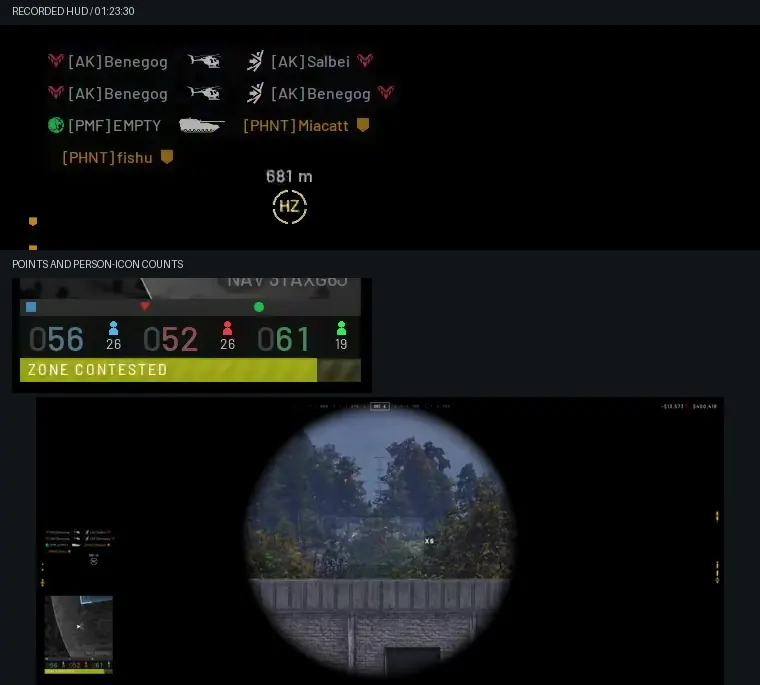 RECORDED HUD / 01:23:30
[AK]Benegog [AK]Salbei
[AK]Benegog [AK]Benegog
[PMF]EMPTY [PHNT]Miacatt
[PHNT]fishu
681 m
HZ
POINTS AND PERSON-ICON COUNTS
056 26 052 26 061 19
ZONE CONTESTED
X6